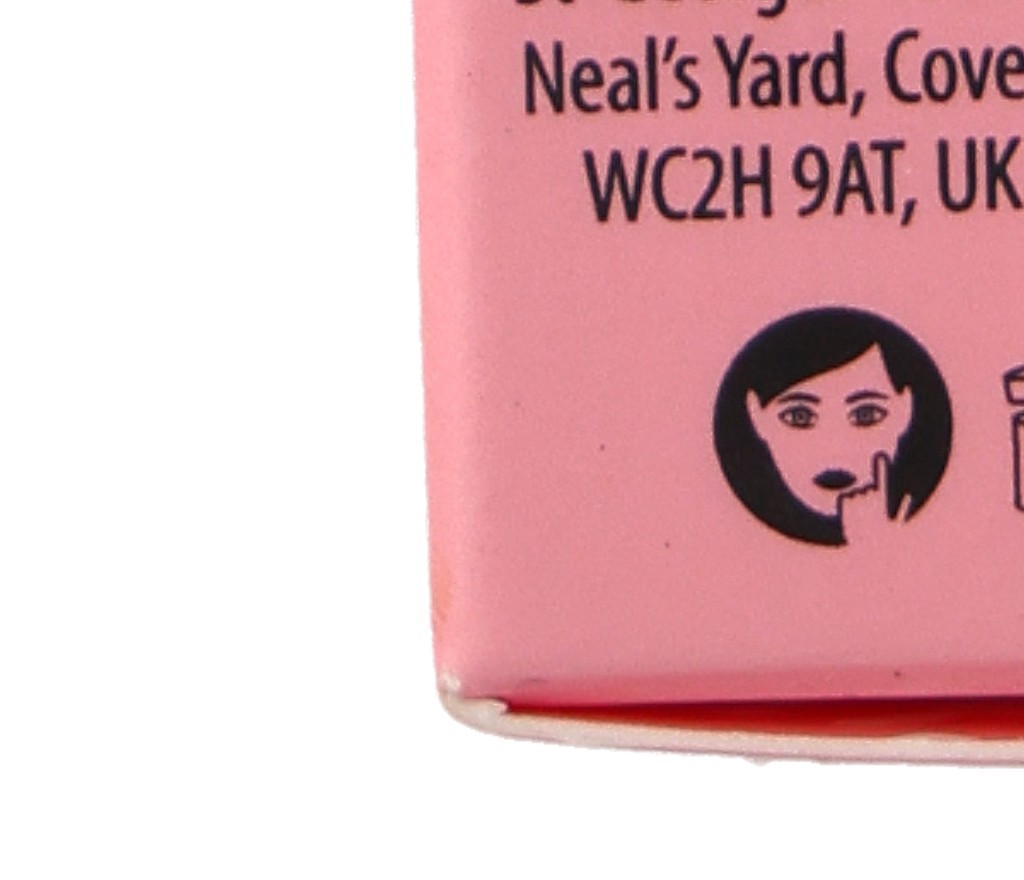 Neal's Yard, Cove
WC2H 9AT, UK